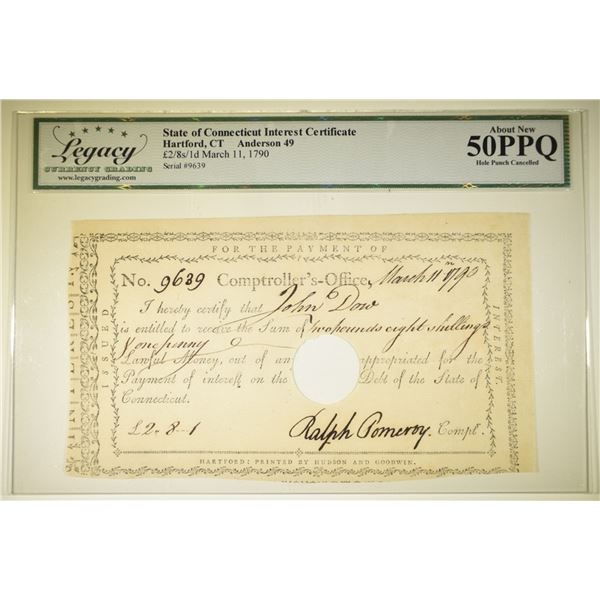 Legacy
CURRENCY GRADING
www.legacygrading.com
State of Connecticut Interest Certificate
Hartford, CT Anderson 49
£2/8s/1d March 11, 1790
Serial #9639
About New
50PPQ
Hole Punch Cancelled
FOR THE PAYMENT OF
ISSUED
INTEREST.
No. 9639 Comptroller's-Office, March 11th 1790
I hereby certify that John Dow
is entitled to receive the Sum of two pounds eight shillings
& one penny
Lawful Money, out of an appropriated for the
Payment of interest on the Debt of the State of
Connecticut.
£2..8..1
Ralph Pomeroy. Compt.
HARTFORD: PRINTED BY HUDSON AND GOODWIN.